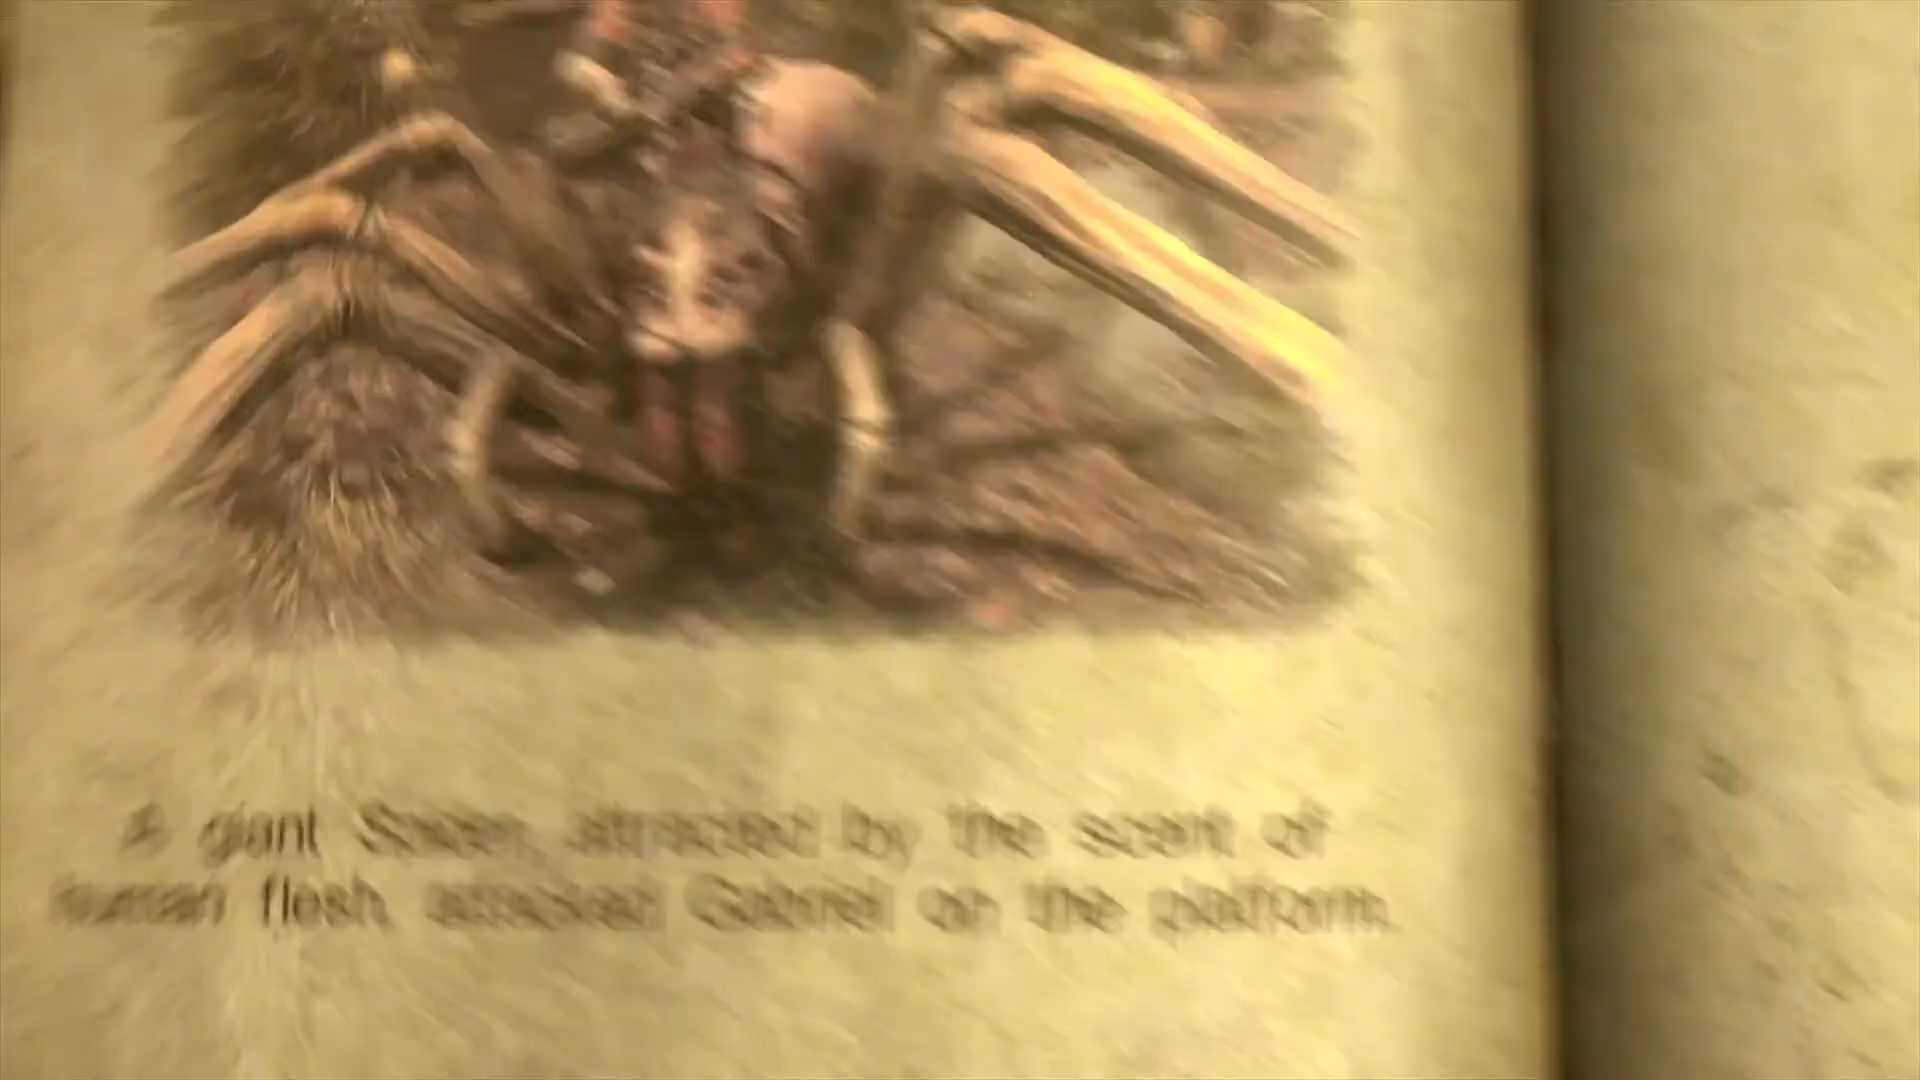 A giant Spider, attracted by the scent of
human flesh, attacked Gabriel on the platform.